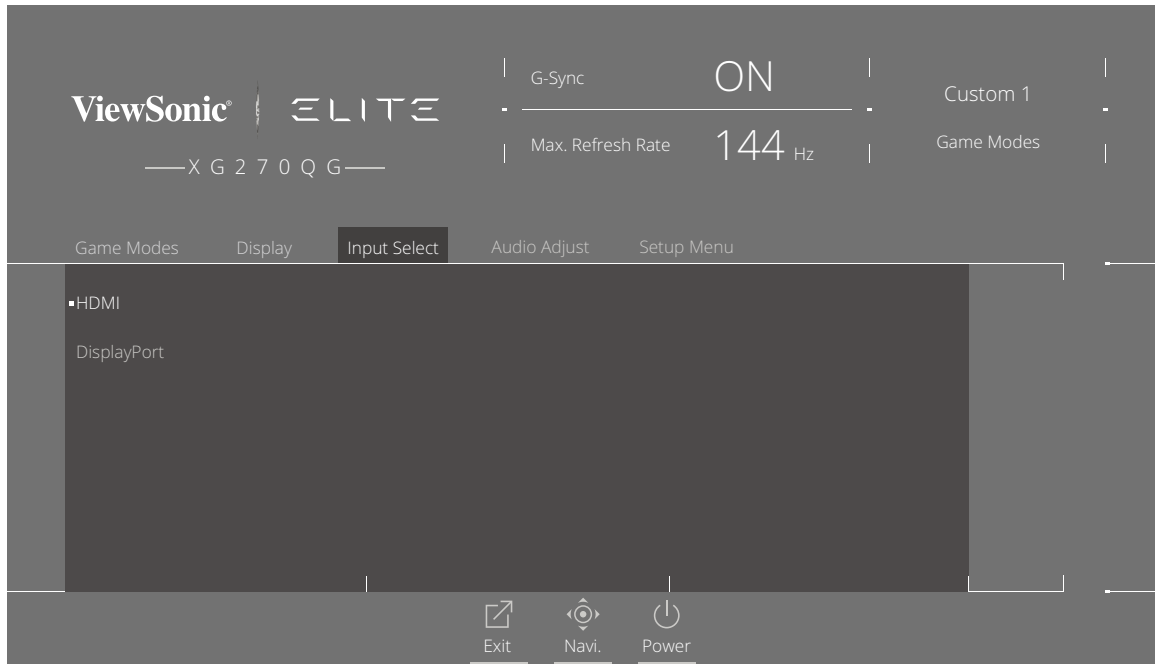 ViewSonic® ELITE
XG270QG
G-Sync ON
Max. Refresh Rate 144 Hz
Custom 1
Game Modes
Game Modes Display Input Select Audio Adjust Setup Menu
HDMI
DisplayPort
Exit Navi. Power